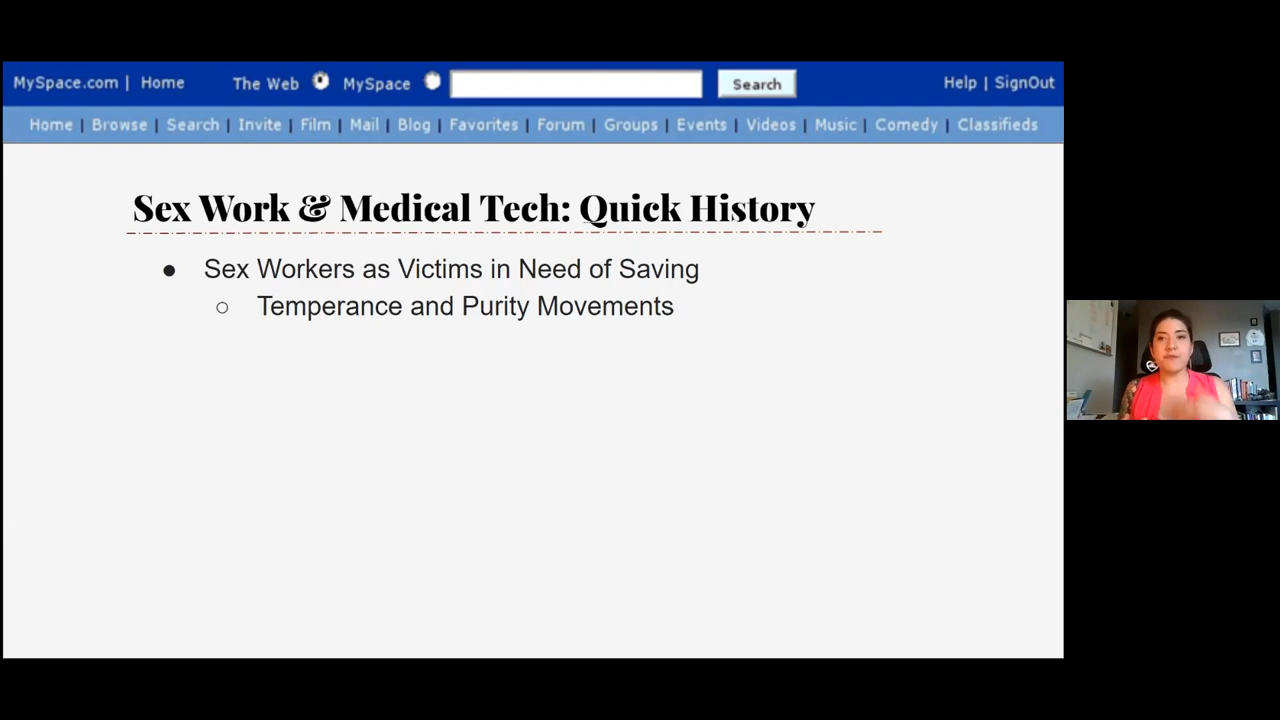 MySpace.com | Home The Web MySpace Search Help | SignOut
Home | Browse | Search | Invite | Film | Mail | Blog | Favorites | Forum | Groups | Events | Videos | Music | Comedy | Classifieds
Sex Work & Medical Tech: Quick History
● Sex Workers as Victims in Need of Saving
○ Temperance and Purity Movements